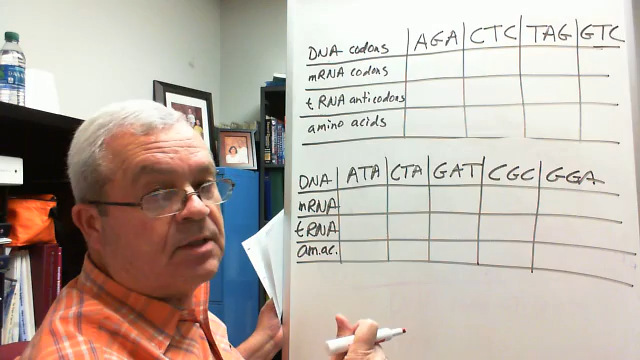 DNA codons AGA CTC TAG GTC
mRNA codons
tRNA anticodons
amino acids
DNA ATA CTA GAT CGC GGA
mRNA
tRNA
am.ac.